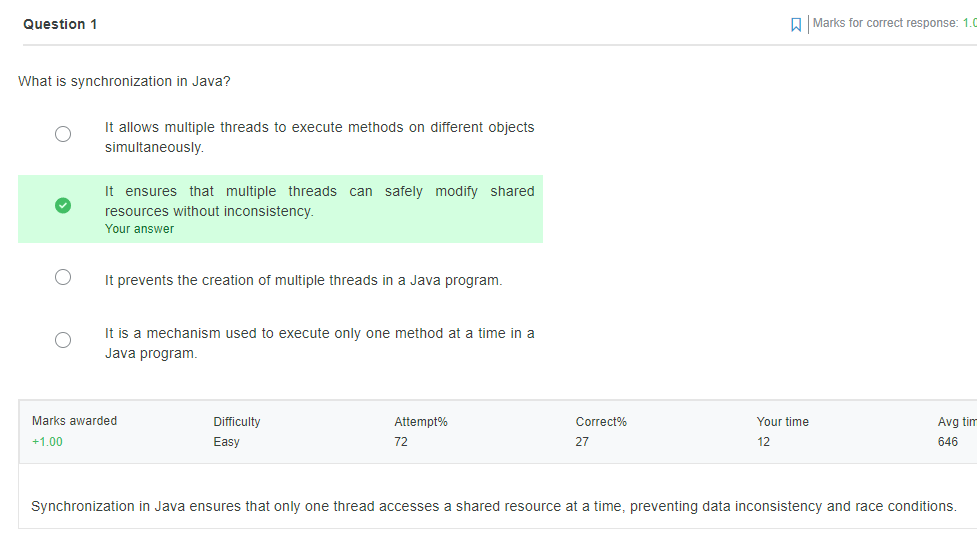 Question 1
Marks for correct response: 1.0
What is synchronization in Java?
It allows multiple threads to execute methods on different objects
simultaneously.
It ensures that multiple threads can safely modify shared
resources without inconsistency.
Your answer
It prevents the creation of multiple threads in a Java program.
It is a mechanism used to execute only one method at a time in a
Java program.
Marks awarded Difficulty Attempt% Correct% Your time Avg
+1.00 Easy 72 27 12 646
Synchronization in Java ensures that only one thread accesses a shared resource at a time, preventing data inconsistency and race conditions.